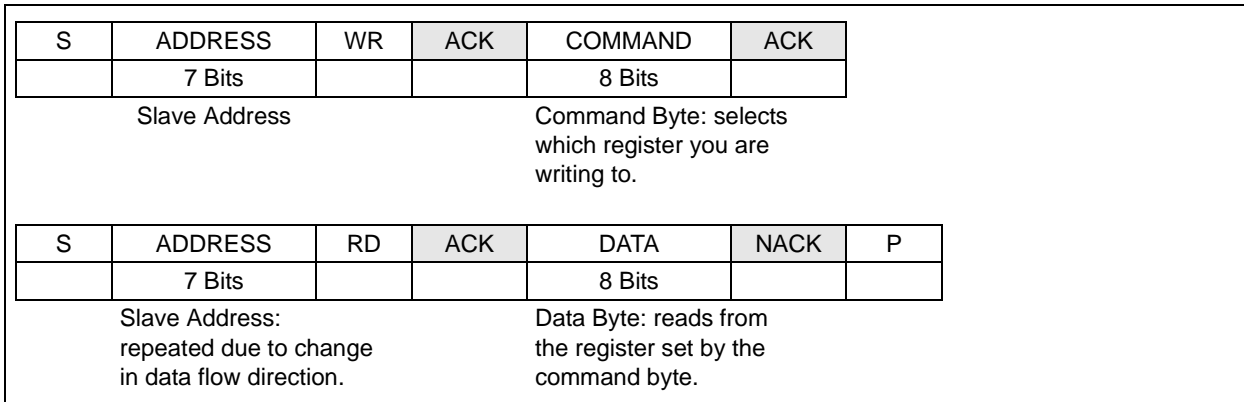 S ADDRESS WR ACK COMMAND ACK
7 Bits 8 Bits
Slave Address
Command Byte: selects
which register you are
writing to.
S ADDRESS RD ACK DATA NACK P
7 Bits 8 Bits
Slave Address:
repeated due to change
in data flow direction.
Data Byte: reads from
the register set by the
command byte.